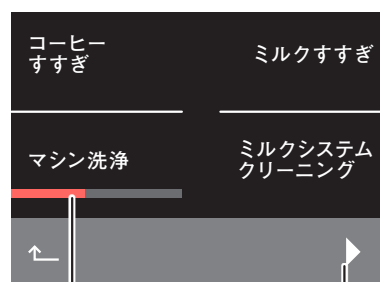 コーヒー
すすぎ
ミルクすすぎ
マシン洗浄
ミルクシステム
クリーニング